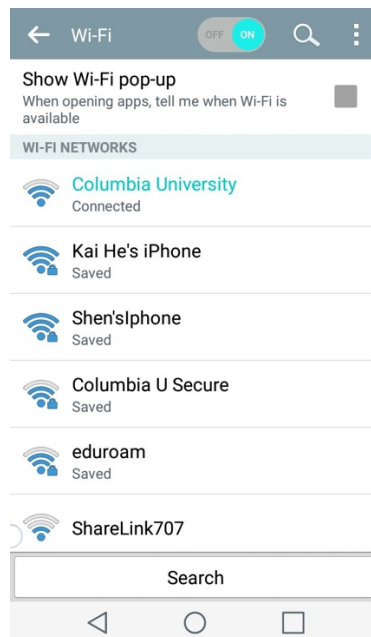 Wi-Fi
OFF ON
Show Wi-Fi pop-up
When opening apps, tell me when Wi-Fi is
available
WI-FI NETWORKS
Columbia University
Connected
Kai He's iPhone
Saved
Shen'sIphone
Saved
Columbia U Secure
Saved
eduroam
Saved
ShareLink707
Search